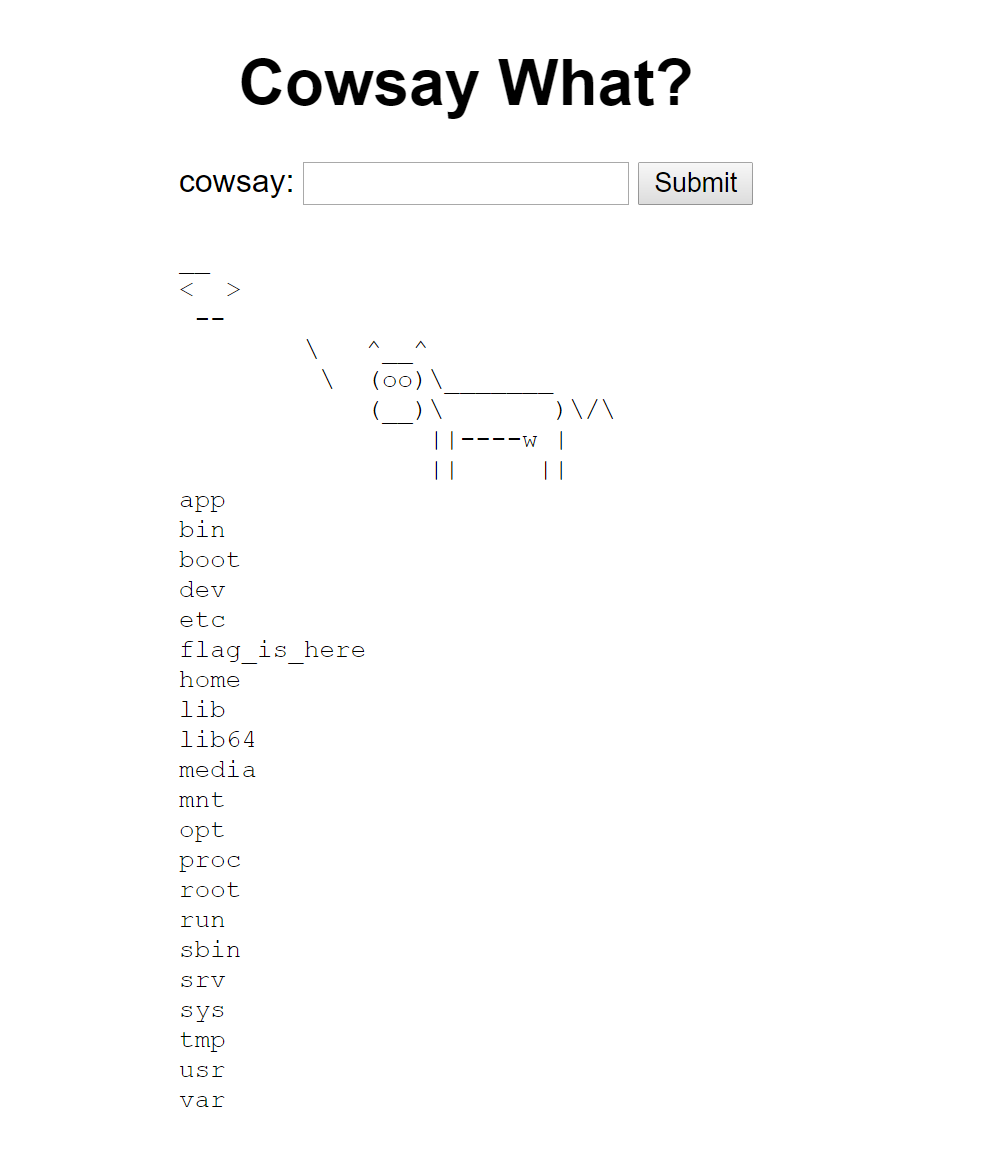 Cowsay What?
cowsay: Submit
__
<  >
 --
        \   ^__^
         \  (oo)\_______
            (__)\       )\/\
                ||----w |
                ||     ||
app
bin
boot
dev
etc
flag_is_here
home
lib
lib64
media
mnt
opt
proc
root
run
sbin
srv
sys
tmp
usr
var